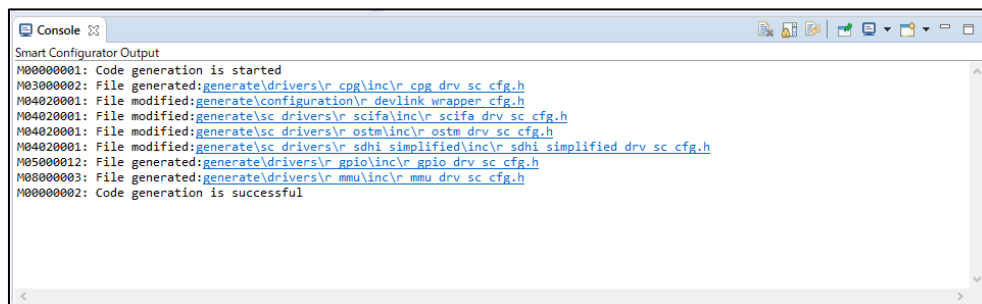 Console
Smart Configurator Output
M00000001: Code generation is started
M03000002: File generated:generate\drivers\r_cpg\inc\r_cpg_drv_sc_cfg.h
M04020001: File modified:generate\configuration\r_devlink_wrapper_cfg.h
M04020001: File modified:generate\sc_drivers\r_scifa\inc\r_scifa_drv_sc_cfg.h
M04020001: File modified:generate\sc_drivers\r_ostm\inc\r_ostm_drv_sc_cfg.h
M04020001: File modified:generate\sc_drivers\r_sdhi_simplified\inc\r_sdhi_simplified_drv_sc_cfg.h
M05000012: File generated:generate\drivers\r_gpio\inc\r_gpio_drv_sc_cfg.h
M08000003: File generated:generate\drivers\r_mmu\inc\r_mmu_drv_sc_cfg.h
M00000002: Code generation is successful